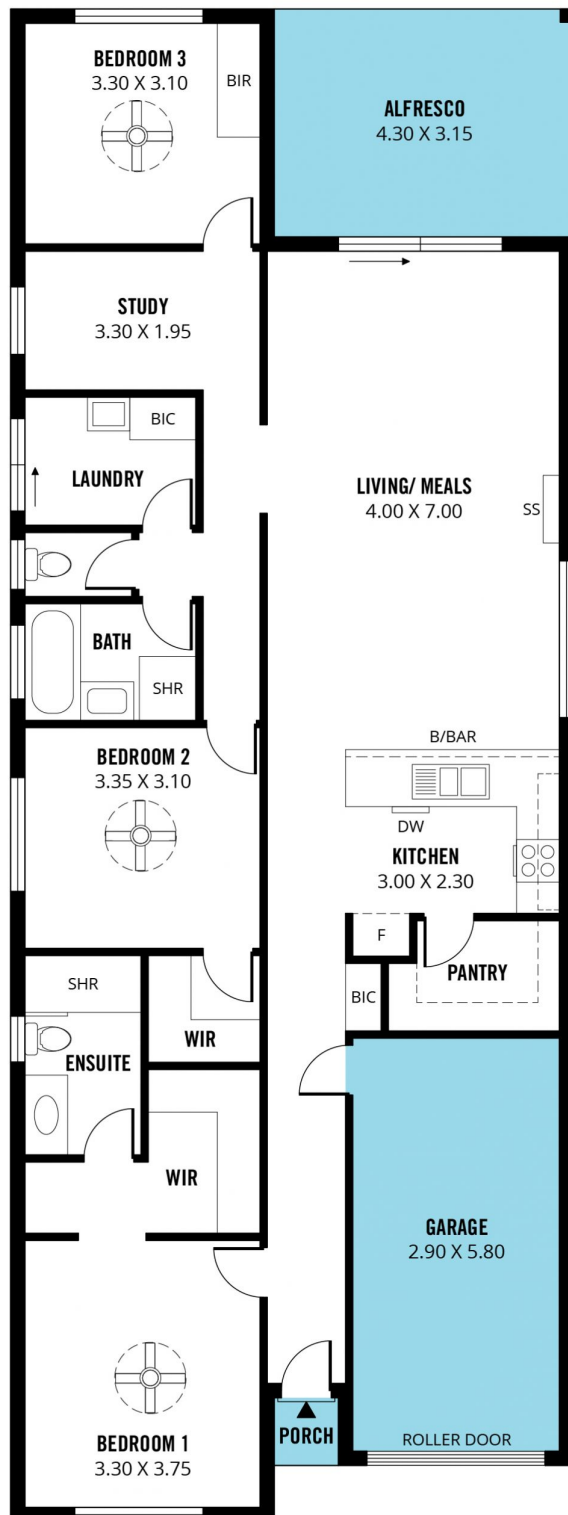 BEDROOM 3
3.30 X 3.10
BIR
ALFRESCO
4.30 X 3.15
STUDY
3.30 X 1.95
BIC
LAUNDRY
LIVING/ MEALS
4.00 X 7.00
SS
BATH
SHR
B/BAR
BEDROOM 2
3.35 X 3.10
DW
KITCHEN
3.00 X 2.30
F
PANTRY
BIC
SHR
WIR
ENSUITE
WIR
GARAGE
2.90 X 5.80
PORCH
ROLLER DOOR
BEDROOM 1
3.30 X 3.75